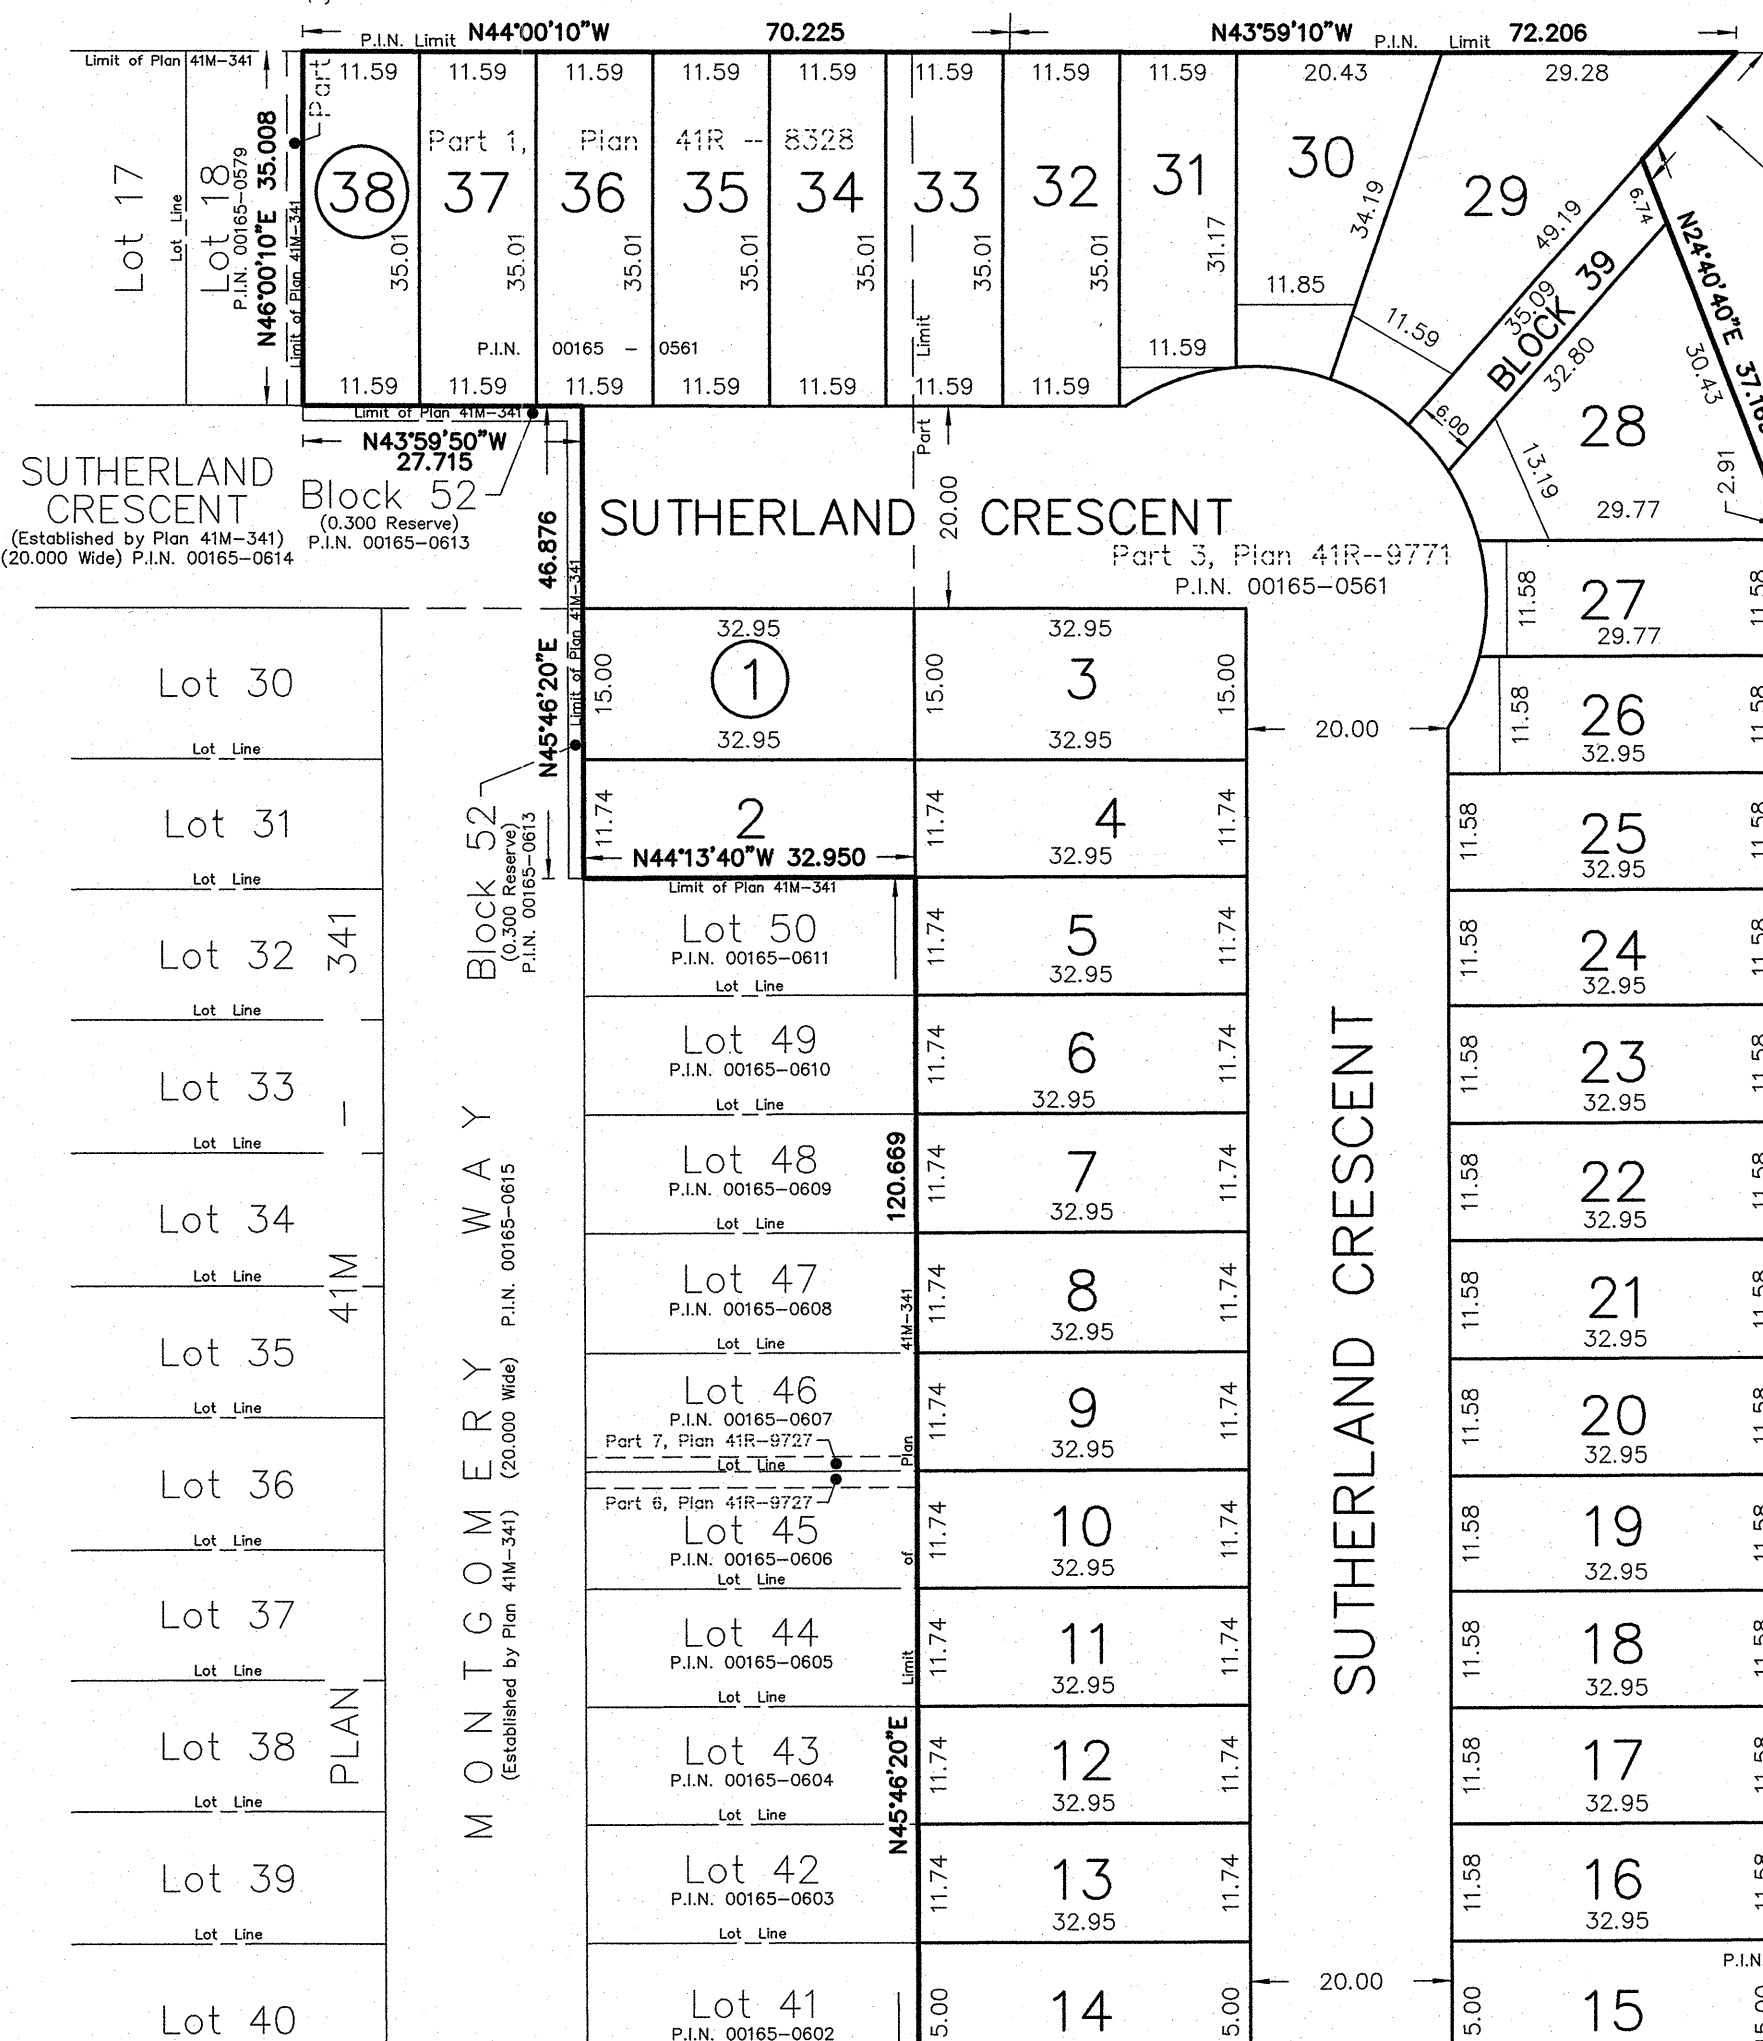 N44°00'10"W 70.225 N43°59'10"W 72.206
P.I.N. Limit P.I.N. Limit
Limit of Plan 41M-341
11.59 11.59 11.59 11.59 11.59 11.59 11.59 11.59 20.43 29.28
Part
Part 1, Plan 41R -- 8328
Lot 17
Lot Line
Lot 18
P.I.N. 00165-0579
N46°00'10"E 35.008
Limit of Plan 41M-341
38 37 36 35 34 33 32 31 30 29
35.01 35.01 35.01 35.01 35.01 35.01 31.17 34.19 49.19 6.74
11.85
11.59
35.09
BLOCK 39
32.80
6.00
N24°40'40"E
30.43
P.I.N. 00165 - 0561
Part Limit
11.59
11.59 11.59 11.59 11.59 11.59 11.59 11.59
Limit of Plan 41M-341
N43°59'50"W
27.715
SUTHERLAND
CRESCENT
(Established by Plan 41M-341)
(20.000 Wide) P.I.N. 00165-0614
Block 52
(0.300 Reserve)
P.I.N. 00165-0613
46.876
N45°46'20"E
Limit of Plan 41M-341
SUTHERLAND CRESCENT
20.00
Part 3, Plan 41R--9771
P.I.N. 00165-0561
28
13.19
29.77
2.91
11.58 27 11.58
29.77
11.58 26 11.58
32.95
32.95 32.95
15.00 1 15.00 3 15.00
32.95 32.95
20.00
11.74 2 11.74 4 11.74
32.95
N44°13'40"W 32.950
Limit of Plan 41M-341
Block 52
(0.300 Reserve)
P.I.N. 00165-0613
11.58 25 11.58
32.95
Lot 30
Lot Line
Lot 31
Lot Line
Lot 32
Lot Line
Lot 33
Lot Line
Lot 34
Lot Line
Lot 35
Lot Line
Lot 36
Lot Line
Lot 37
Lot Line
Lot 38
Lot Line
Lot 39
Lot Line
Lot 40
PLAN 41M - 341
MONTGOMERY WAY
(Established by Plan 41M-341) (20.000 Wide) P.I.N. 00165-0615
Lot 50
P.I.N. 00165-0611
Lot Line
Lot 49
P.I.N. 00165-0610
Lot Line
Lot 48
P.I.N. 00165-0609
Lot Line
Lot 47
P.I.N. 00165-0608
Lot Line
Lot 46
P.I.N. 00165-0607
Part 7, Plan 41R-9727
Lot Line
Part 6, Plan 41R-9727
Lot 45
P.I.N. 00165-0606
Lot Line
Lot 44
P.I.N. 00165-0605
Lot Line
Lot 43
P.I.N. 00165-0604
Lot Line
Lot 42
P.I.N. 00165-0603
Lot Line
Lot 41
P.I.N. 00165-0602
N45°46'20"E 120.669
Limit of Plan 41M-341
11.74 5 11.74
32.95
11.74 6 11.74
32.95
11.74 7 11.74
32.95
11.74 8 11.74
32.95
11.74 9 11.74
32.95
11.74 10 11.74
32.95
11.74 11 11.74
32.95
11.74 12 11.74
32.95
11.74 13 11.74
32.95
5.00 14 5.00
SUTHERLAND CRESCENT
20.00
11.58 24 11.58
32.95
11.58 23 11.58
32.95
11.58 22 11.58
32.95
11.58 21 11.58
32.95
11.58 20 11.58
32.95
11.58 19 11.58
32.95
11.58 18 11.58
32.95
11.58 17 11.58
32.95
11.58 16 11.58
32.95
P.I.N
5.00 15 5.00